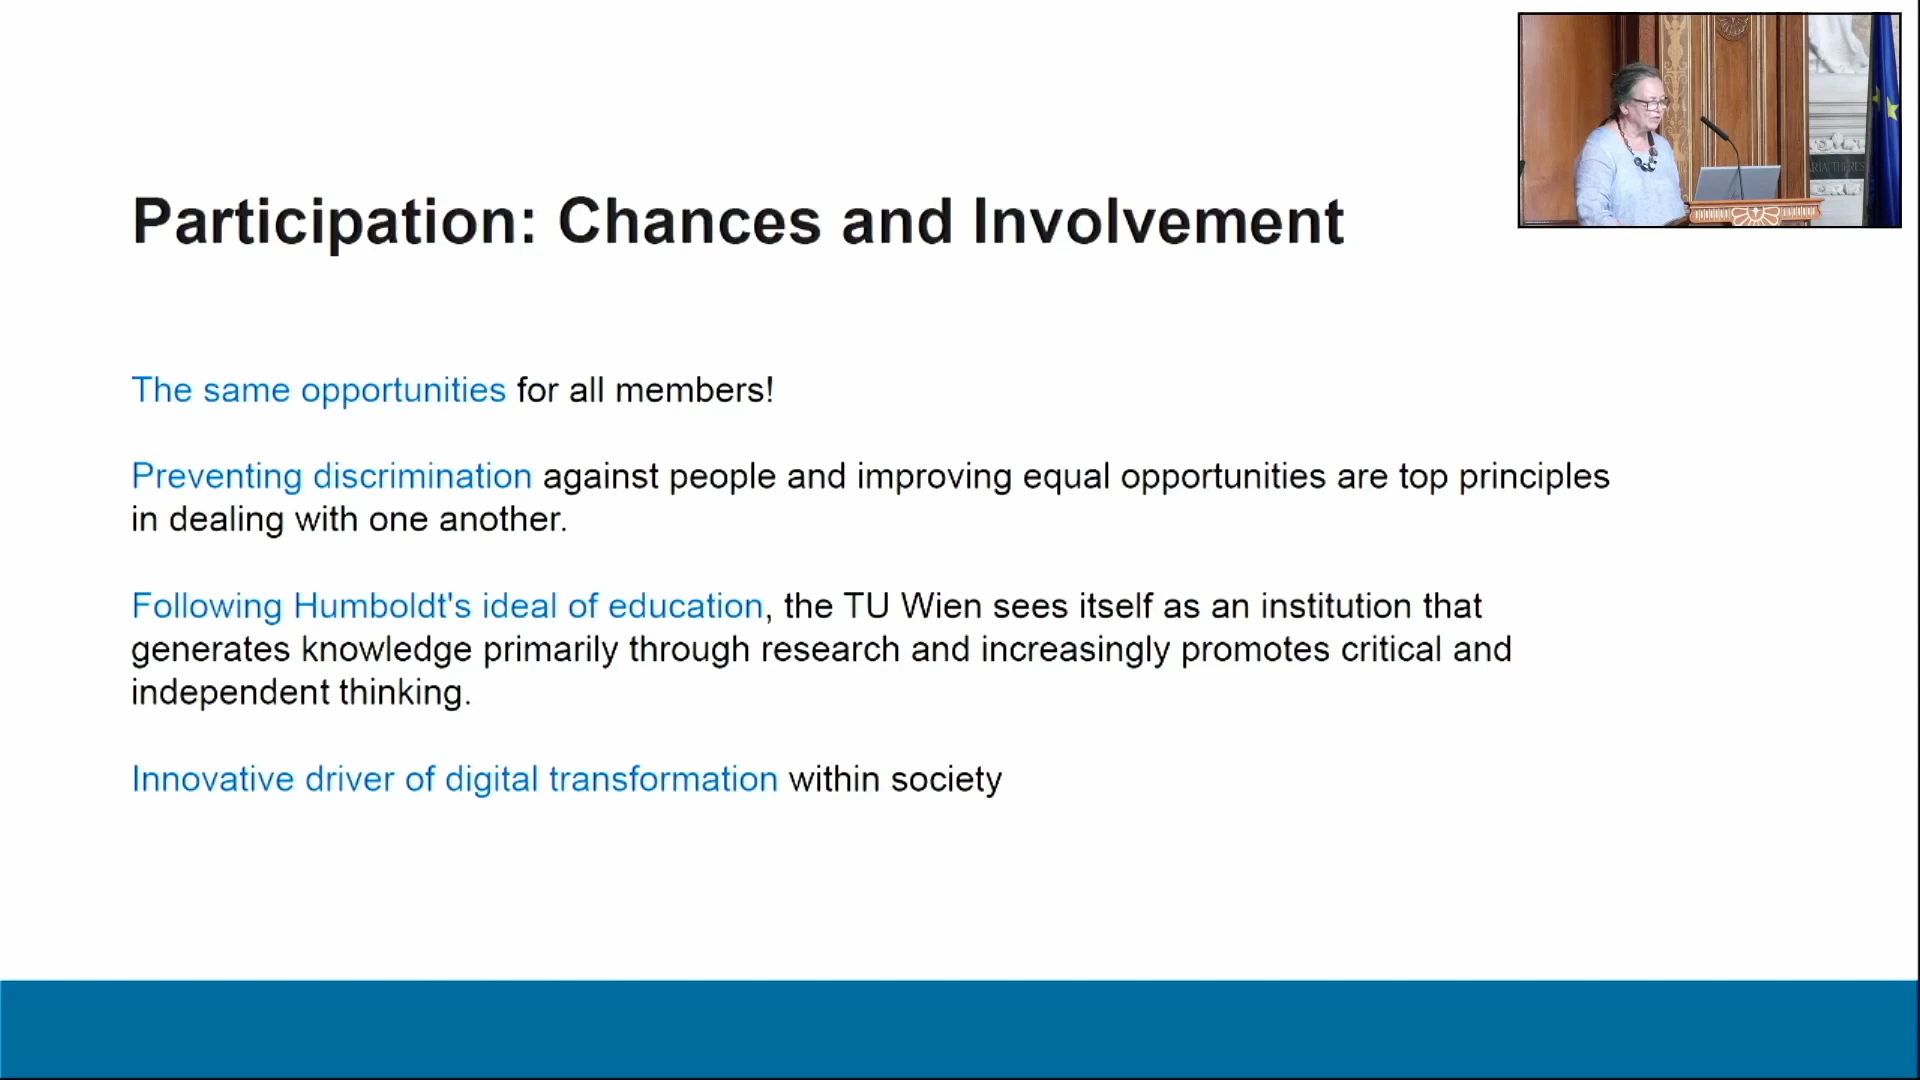 Participation: Chances and Involvement
The same opportunities for all members!
Preventing discrimination against people and improving equal opportunities are top principles
in dealing with one another.
Following Humboldt's ideal of education, the TU Wien sees itself as an institution that
generates knowledge primarily through research and increasingly promotes critical and
independent thinking.
Innovative driver of digital transformation within society